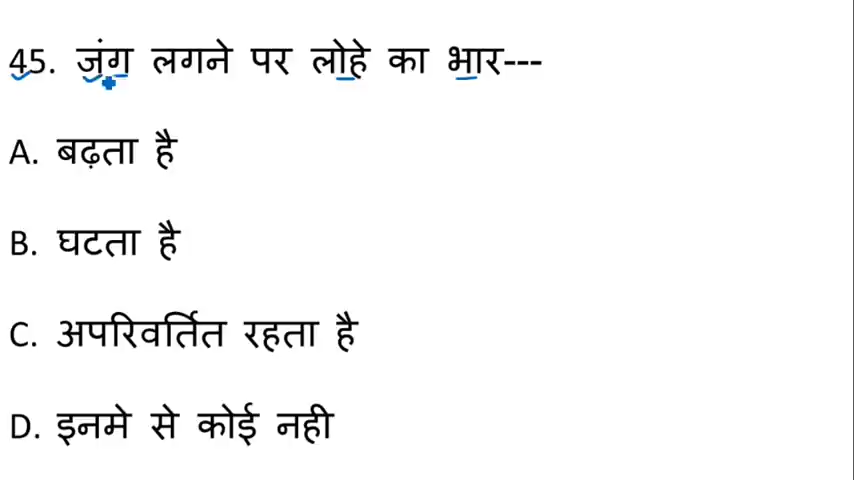 45. जंग लगने पर लोहे का भार---
A. बढ़ता है
B. घटता है
C. अपरिवर्तित रहता है
D. इनमे से कोई नही